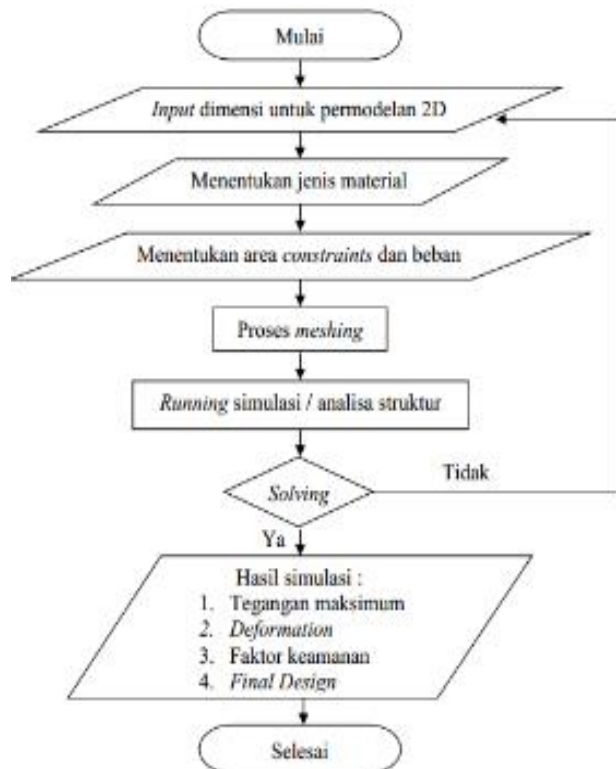 Mulai
Input dimensi untuk permodelan 2D
Menentukan jenis material
Menentukan area constraints dan beban
Proses meshing
Running simulasi / analisa struktur
Solving
Tidak
Ya
Hasil simulasi :
1. Tegangan maksimum
2. Deformation
3. Faktor keamanan
4. Final Design
Selesai